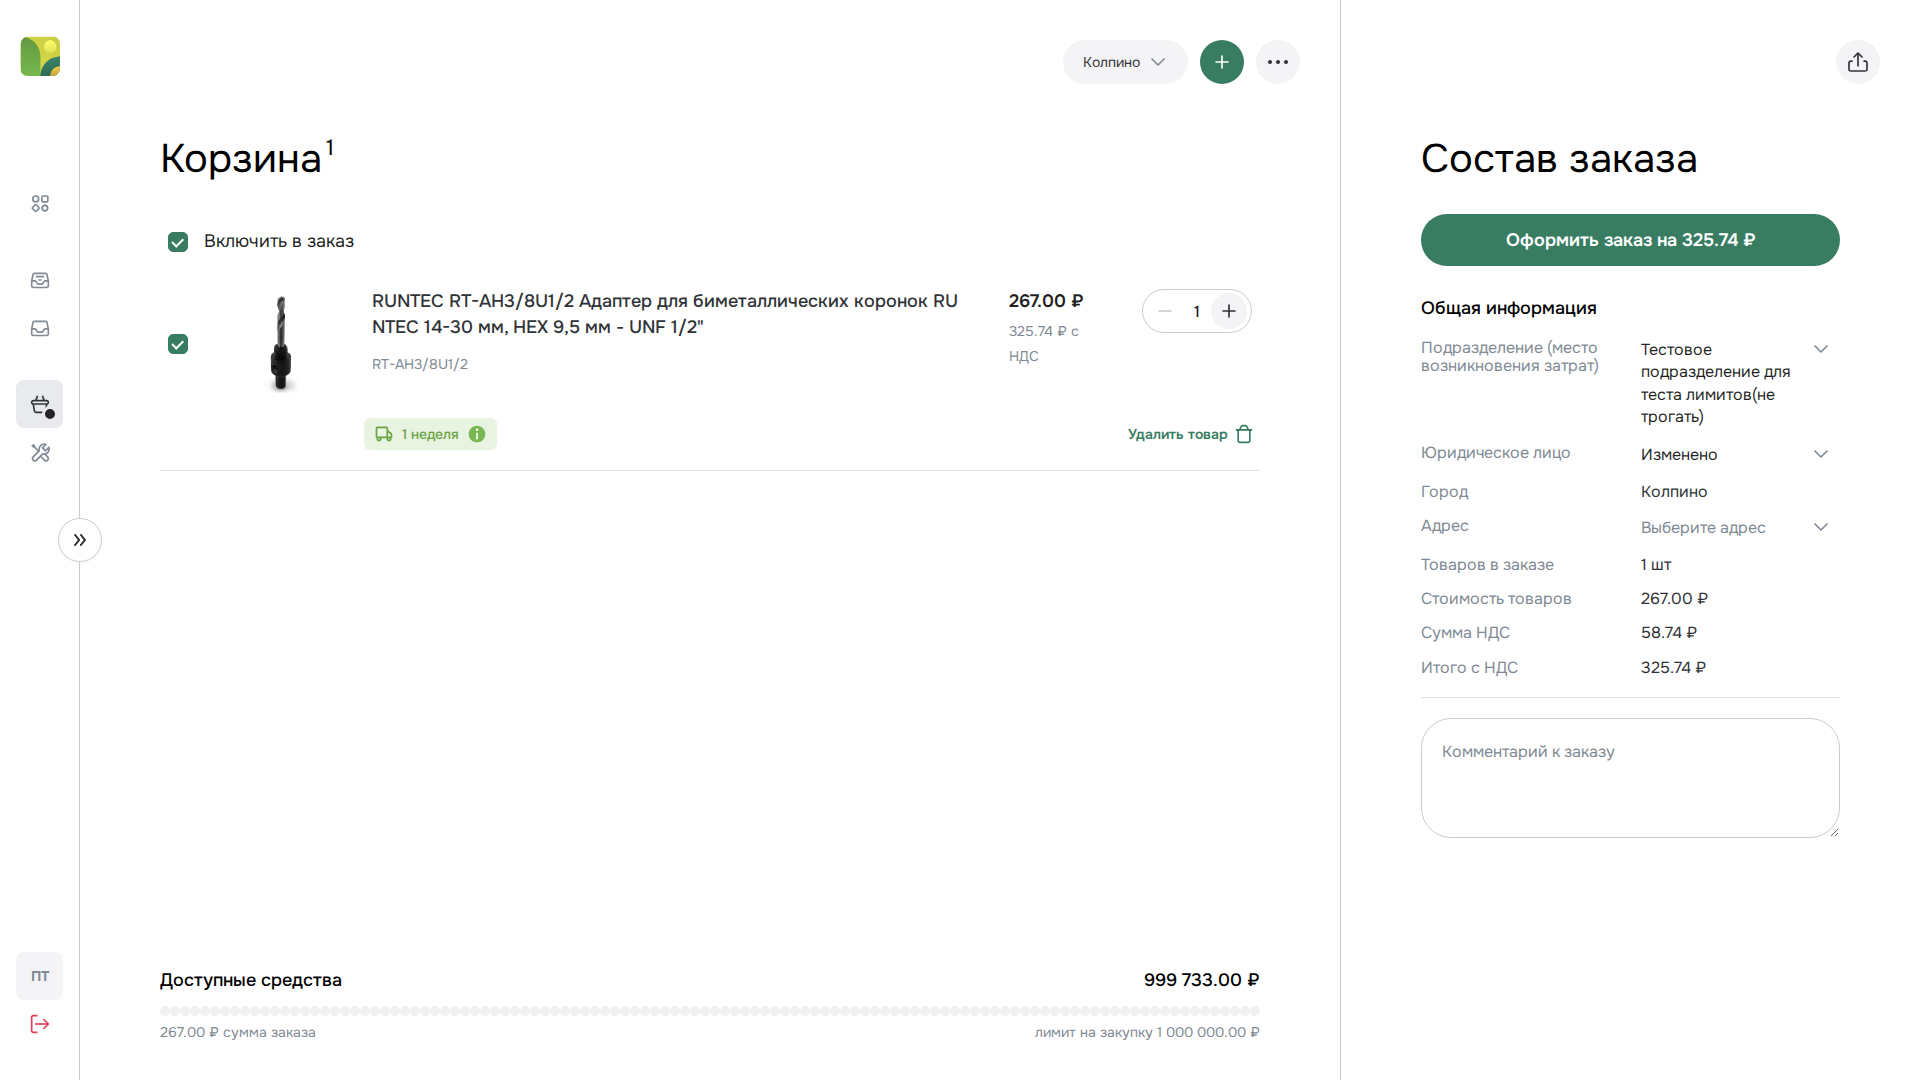 Колпино
Корзина 1
Включить в заказ
RUNTEC RT-AH3/8U1/2 Адаптер для биметаллических коронок RU
NTEC 14-30 мм, HEX 9,5 мм - UNF 1/2"
RT-AH3/8U1/2
267.00 ₽
325.74 ₽ с
НДС
1
1 неделя
Удалить товар
Доступные средства
999 733.00 ₽
267.00 ₽ сумма заказа
лимит на закупку 1 000 000.00 ₽
ПТ
Состав заказа
Оформить заказ на 325.74 ₽
Общая информация
Подразделение (место
возникновения затрат)
Тестовое
подразделение для
теста лимитов(не
трогать)
Юридическое лицо
Изменено
Город
Колпино
Адрес
Выберите адрес
Товаров в заказе
1 шт
Стоимость товаров
267.00 ₽
Сумма НДС
58.74 ₽
Итого с НДС
325.74 ₽
Комментарий к заказу